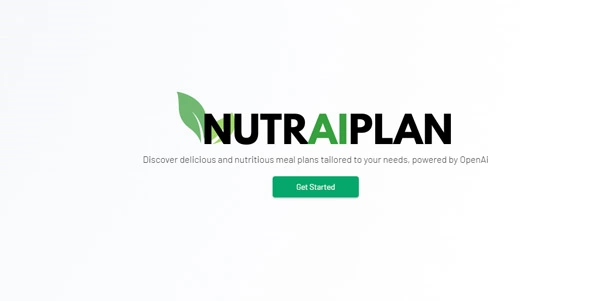 NUTRAIPLAN
Discover delicious and nutritious meal plans tailored to your needs, powered by OpenAi
Get Started